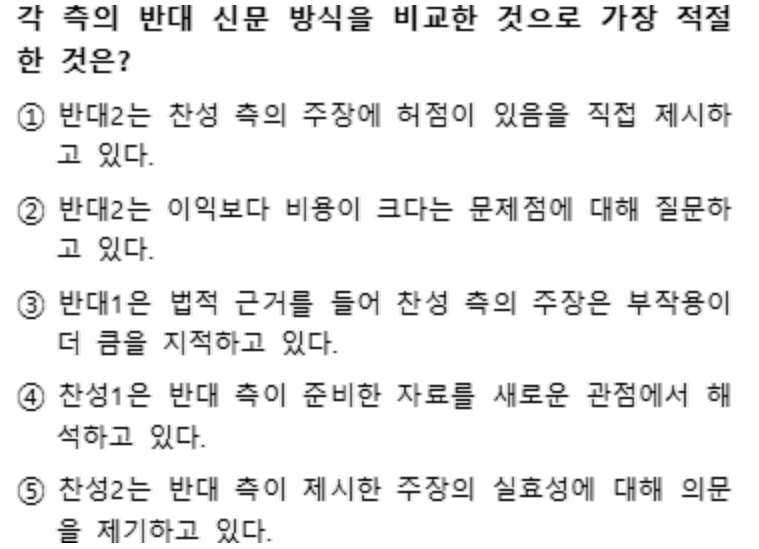 각 측의 반대 신문 방식을 비교한 것으로 가장 적절
한 것은?
① 반대2는 찬성 측의 주장에 허점이 있음을 직접 제시하
고 있다.
② 반대2는 이익보다 비용이 크다는 문제점에 대해 질문하
고 있다.
③ 반대1은 법적 근거를 들어 찬성 측의 주장은 부작용이
더 큼을 지적하고 있다.
④ 찬성1은 반대 측이 준비한 자료를 새로운 관점에서 해
석하고 있다.
⑤ 찬성2는 반대 측이 제시한 주장의 실효성에 대해 의문
을 제기하고 있다.